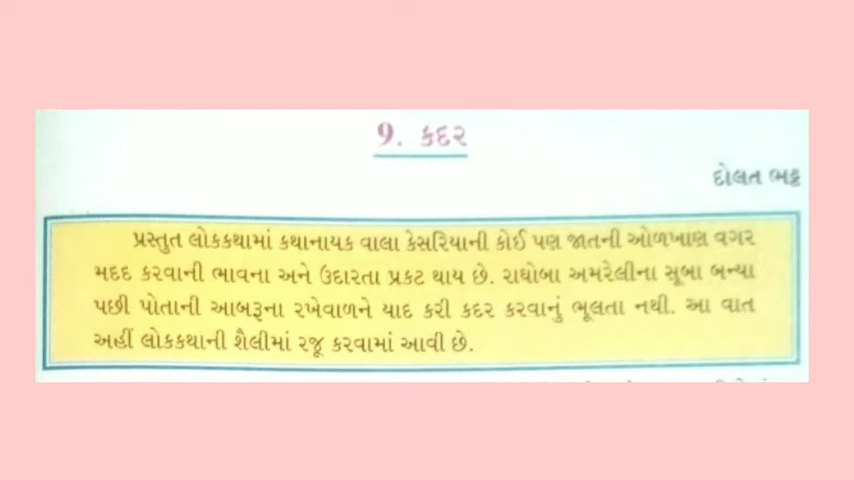 9. કદર
દોલત ભટ્ટ
પ્રસ્તુત લોકકથામાં કથાનાયક વાલા કેસરિયાની કોઈ પણ જાતની ઓળખાણ વગર
મદદ કરવાની ભાવના અને ઉદારતા પ્રકટ થાય છે. રાઘોબા અમરેલીના સૂબા બન્યા
પછી પોતાની આબરૂના રખેવાળને યાદ કરી કદર કરવાનું ભૂલતા નથી. આ વાત
અહીં લોકકથાની શૈલીમાં રજૂ કરવામાં આવી છે.